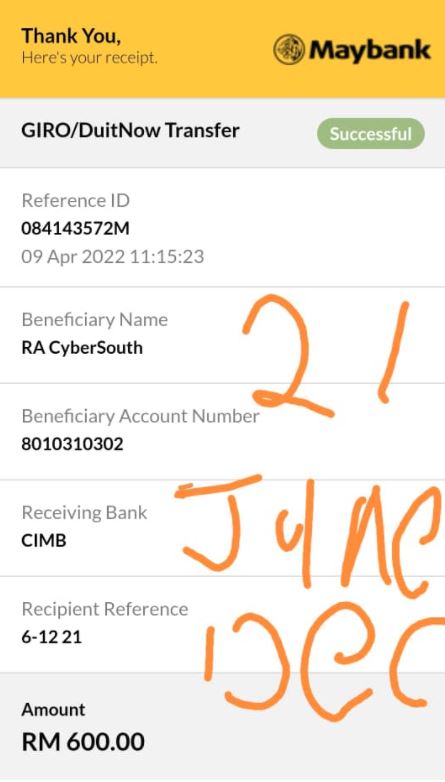 Thank You,
Here's your receipt.
Maybank
GIRO/DuitNow Transfer
Successful
Reference ID
084143572M
09 Apr 2022 11:15:23
Beneficiary Name
RA CyberSouth
21
Beneficiary Account Number
8010310302
Receiving Bank
CIMB
June
Recipient Reference
6-12 21
Dec
Amount
RM 600.00